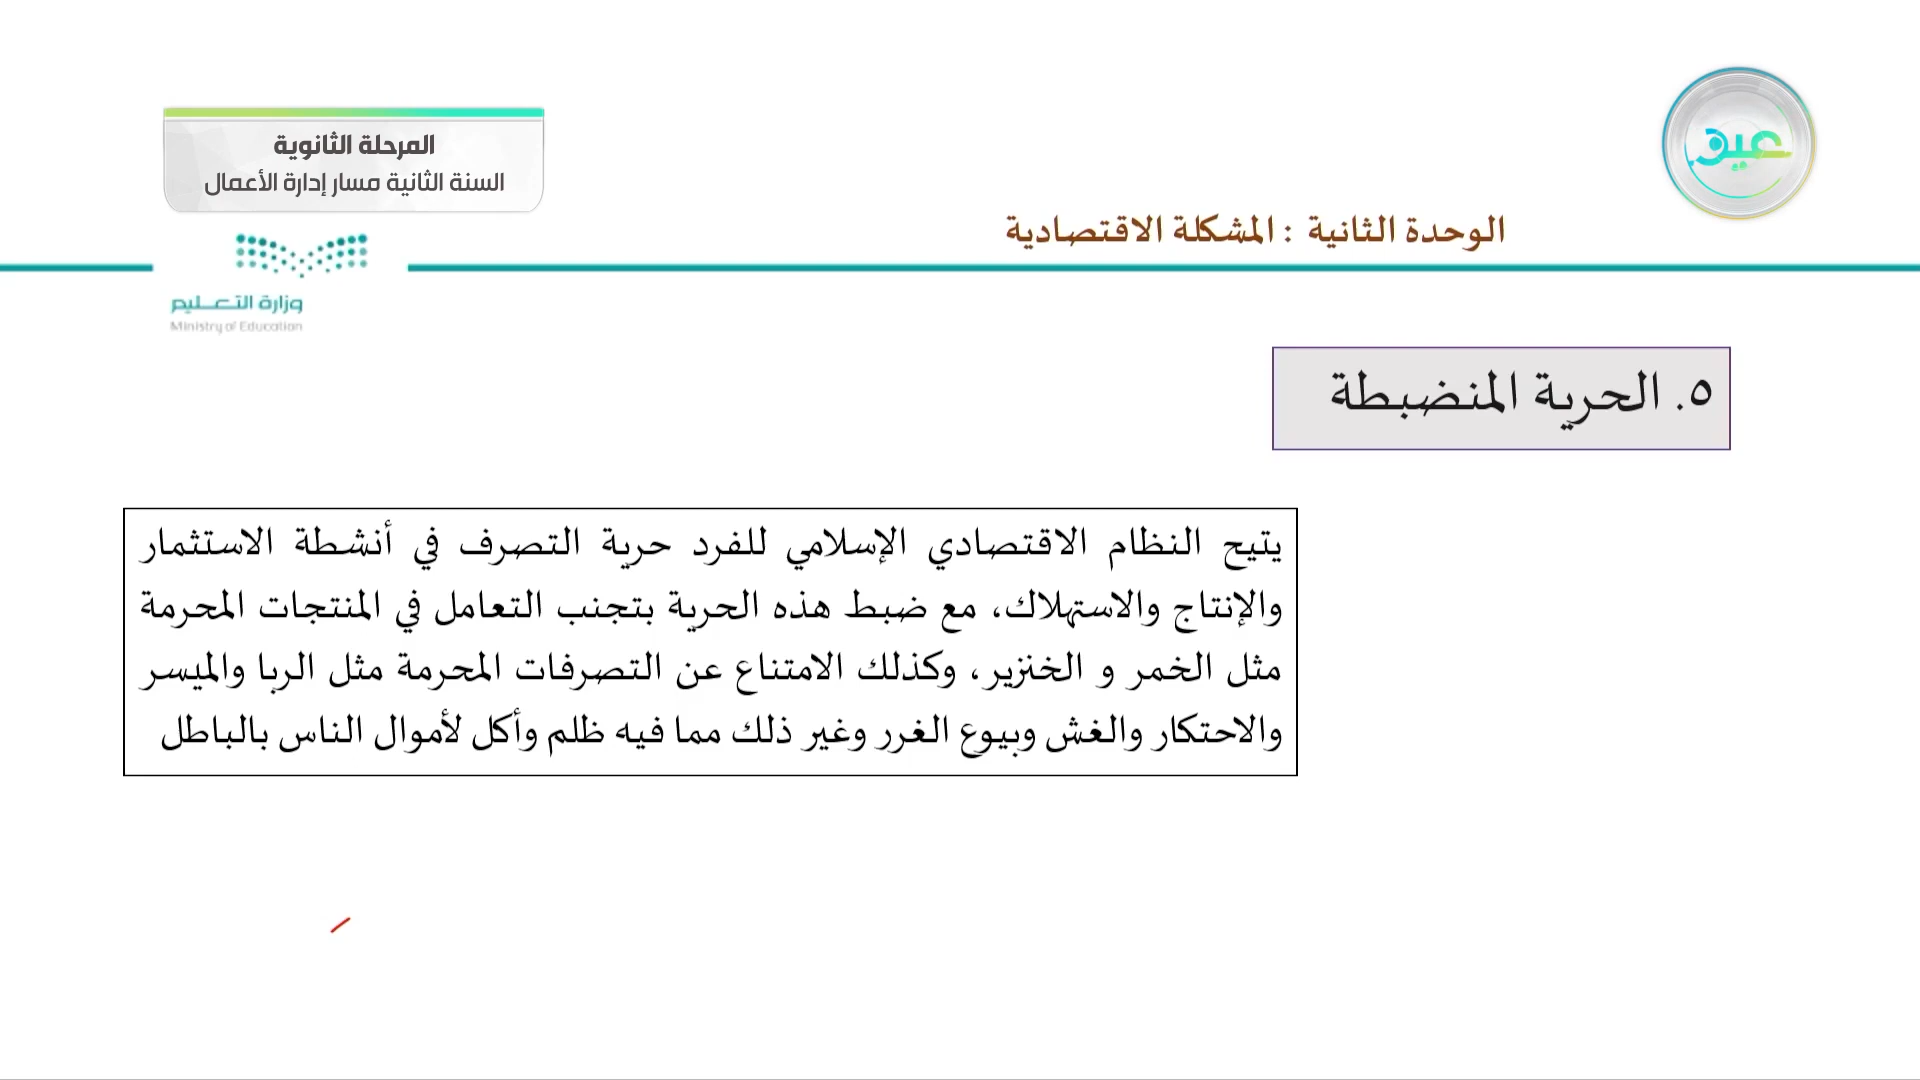 عين
المرحلة الثانوية
السنة الثانية مسار إدارة الأعمال
الوحدة الثانية : المشكلة الاقتصادية
وزارة التعليم
Ministry of Education
٥. الحرية المنضبطة
يتيح النظام الاقتصادي الإسلامي للفرد حرية التصرف في أنشطة الاستثمار
والإنتاج والاستهلاك، مع ضبط هذه الحرية بتجنب التعامل في المنتجات المحرمة
مثل الخمر و الخنزير، وكذلك الامتناع عن التصرفات المحرمة مثل الربا والميسر
والاحتكار والغش وبيوع الغرر وغير ذلك مما فيه ظلم وأكل لأموال الناس بالباطل